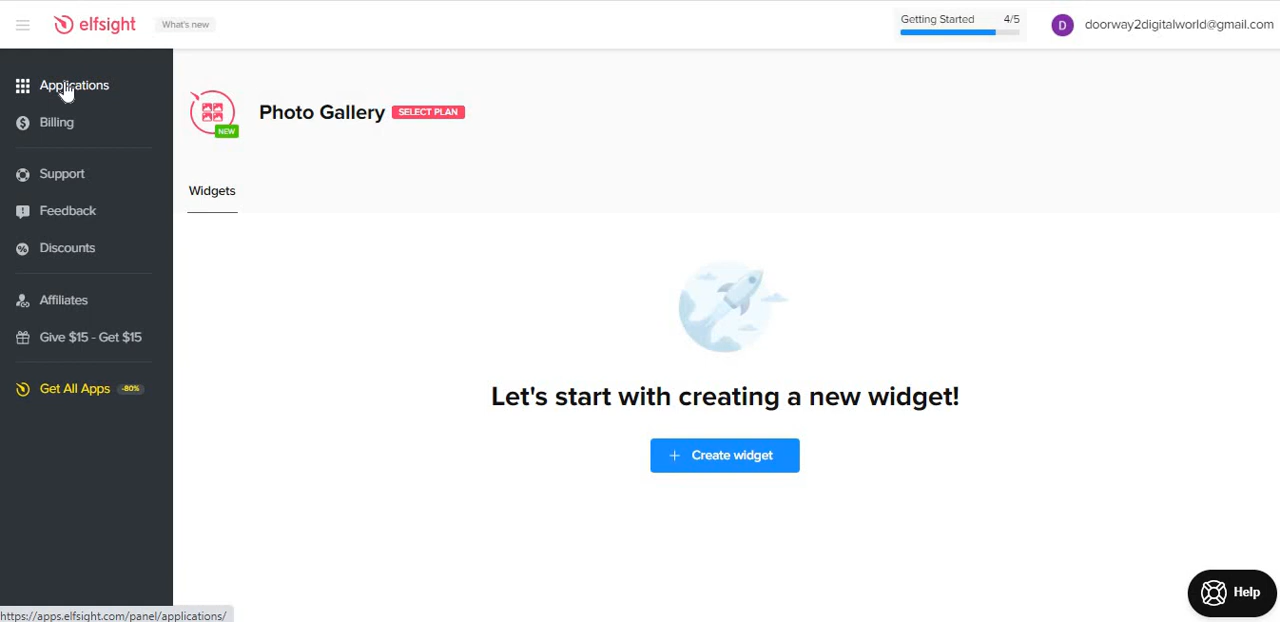 elfsight
What's new
Getting Started 4/5
D
doorway2digitalworld@gmail.com
Applications
Billing
Support
Feedback
Discounts
Affiliates
Give $15 - Get $15
Get All Apps -80%
NEW
Photo Gallery SELECT PLAN
Widgets
Let's start with creating a new widget!
+ Create widget
Help
https://apps.elfsight.com/panel/applications/